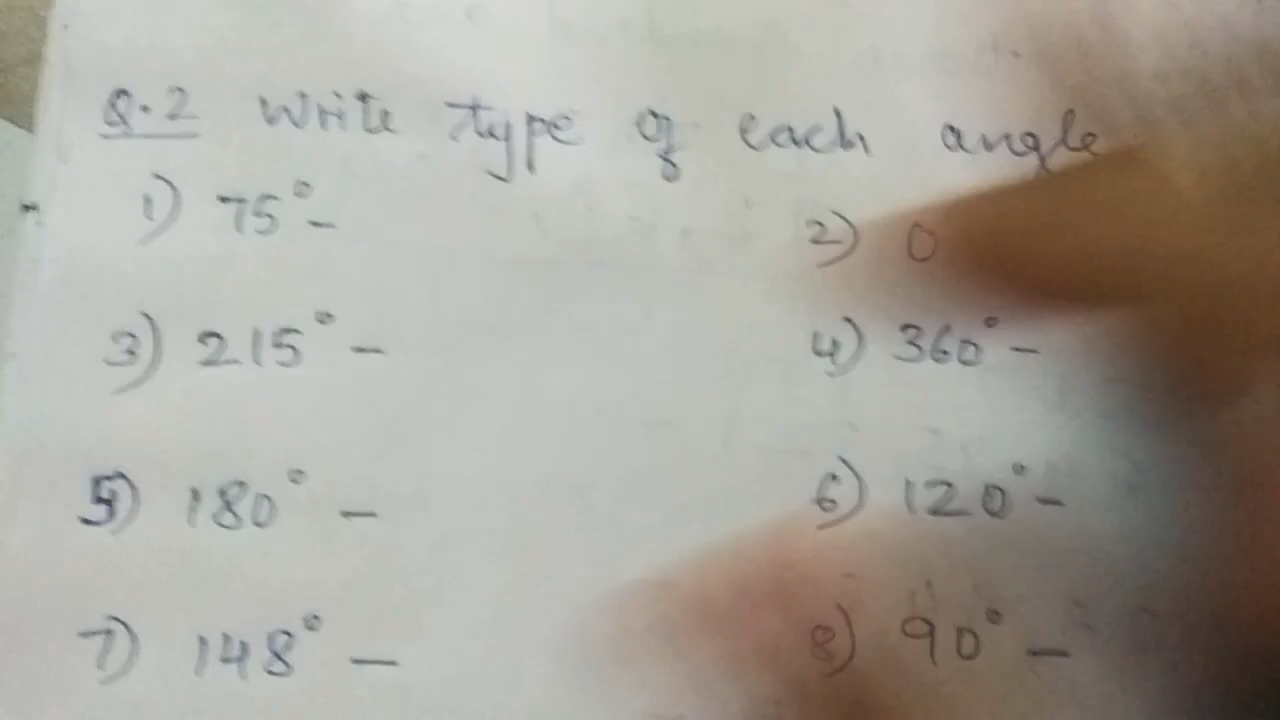 Q.2 Write type of each angle
1) 75° - 2) 0
3) 215° - 4) 360° -
5) 180° - 6) 120° -
7) 148° - 8) 90° -